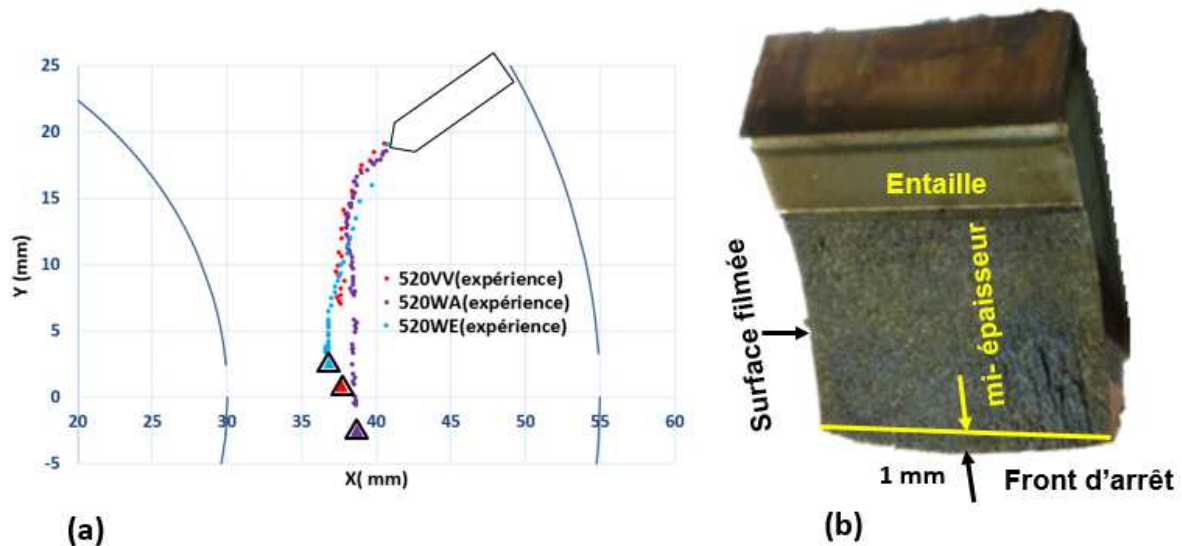 25
20
15
10
5
0
-5
20 25 30 35 40 45 50 55 60
Y (mm)
X( mm)
520VV(expérience)
520WA(expérience)
520WE(expérience)
(a)
Entaille
mi- épaisseur
Surface filmée
1 mm
Front d’arrêt
(b)